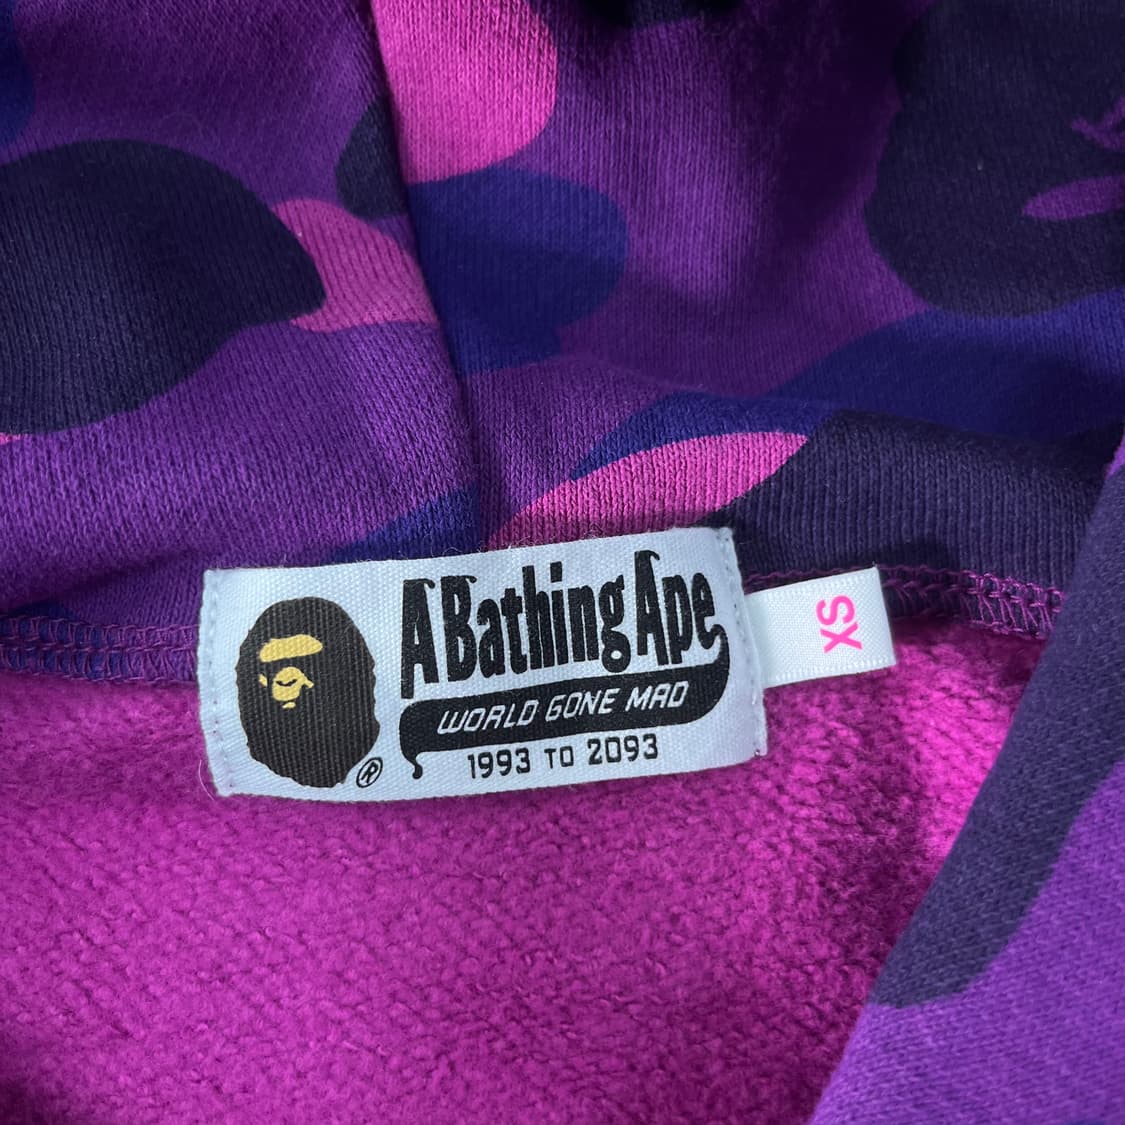 A Bathing Ape
WORLD GONE MAD
1993 TO 2093
®
XS